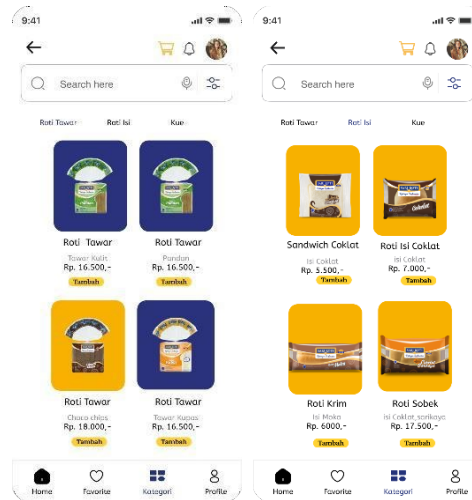 9:41
Search here
Roti Tawar Roti Isi Kue
Roti Tawar
Tawar Kulit
Rp. 16.500,-
Tambah
Roti Tawar
Pandan
Rp. 16.500,-
Tambah
Roti Tawar
Choco chips
Rp. 18.000,-
Tambah
Roti Tawar
Tawar Kupas
Rp. 16.500,-
Tambah
Home Favorite Kategori Profile
9:41
Search here
Roti Tawar Roti Isi Kue
Sandwich Coklat
Isi Coklat
Rp. 5.500,-
Tambah
Roti Isi Coklat
isi Coklat
Rp. 7.000,-
Tambah
Roti Krim
Isi Moka
Rp. 6000,-
Tambah
Roti Sobek
isi Coklat,sarikaya
Rp. 17.500,-
Tambah
Home Favorite Kategori Profile